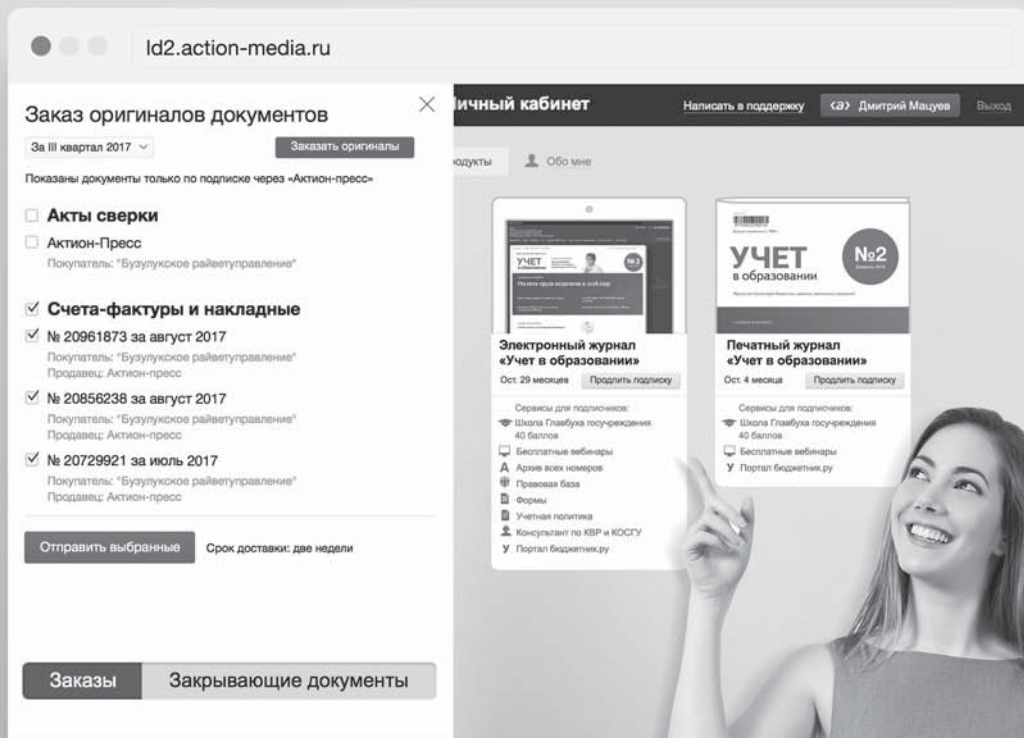 ld2.action-media.ru
Заказ оригиналов документов
За III квартал 2017
Заказать оригиналы
Показаны документы только по подписке через «Актион-пресс»
Акты сверки
Актион-Пресс
Покупатель: "Бузулукское райветуправление"
Счета-фактуры и накладные
№ 20961873 за август 2017
Покупатель: "Бузулукское райветуправление"
Продавец: Актион-пресс
№ 20856238 за август 2017
Покупатель: "Бузулукское райветуправление"
Продавец: Актион-пресс
№ 20729921 за июль 2017
Покупатель: "Бузулукское райветуправление"
Продавец: Актион-пресс
Отправить выбранные
Срок доставки: две недели
Заказы
Закрывающие документы
ичный кабинет
Написать в поддержку
Дмитрий Мацуев
Выход
одукты
Обо мне
УЧЕТ
в образовании
№2
Электронный журнал
«Учет в образовании»
Ост. 29 месяцев
Продлить подписку
Сервисы для подписчиков:
Школа Главбуха госучреждения
40 баллов
Бесплатные вебинары
Архив всех номеров
Правовая база
Формы
Учетная политика
Консультант по КВР и КОСГУ
Портал бюджетник.ру
УЧЕТ
в образовании
№2
Печатный журнал
«Учет в образовании»
Ост. 4 месяца
Продлить подписку
Сервисы для подписчиков:
Школа Главбуха госучреждения
40 баллов
Бесплатные вебинары
Портал бюджетник.ру